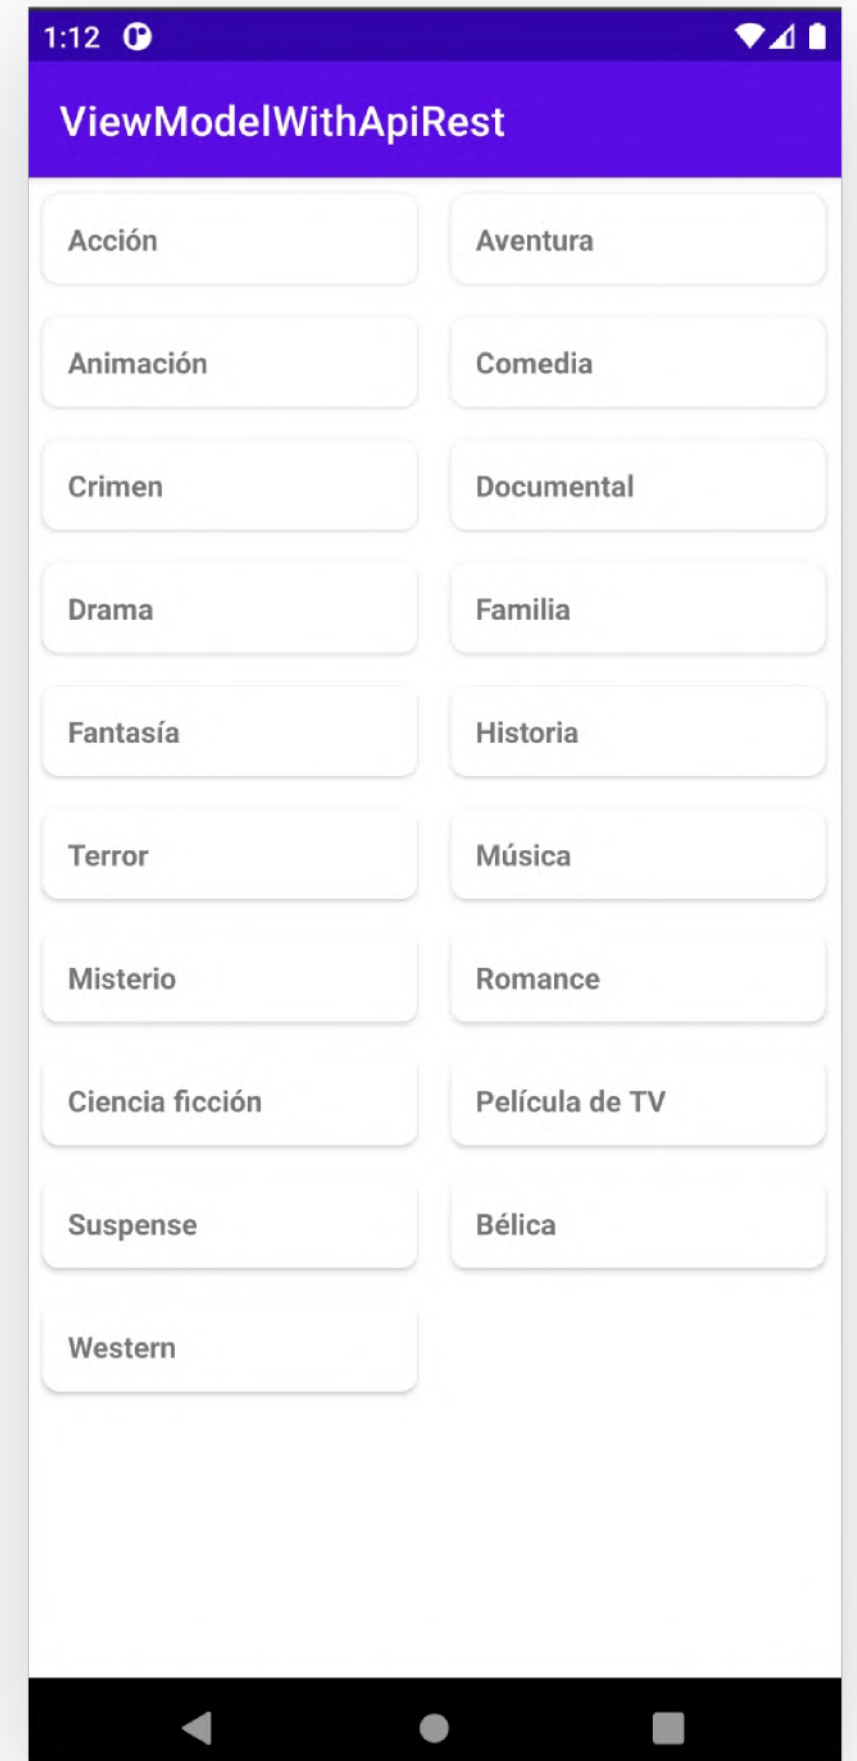 1:12
ViewModelWithApiRest
Acción
Aventura
Animación
Comedia
Crimen
Documental
Drama
Familia
Fantasía
Historia
Terror
Música
Misterio
Romance
Ciencia ficción
Película de TV
Suspense
Bélica
Western